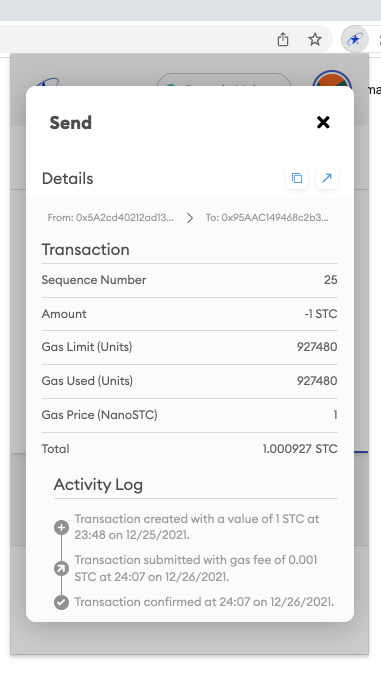 Send
Details
From: 0x5A2cd40212ad13... To: 0x95AAC149468c2b3...
Transaction
Sequence Number 25
Amount -1 STC
Gas Limit (Units) 927480
Gas Used (Units) 927480
Gas Price (NanoSTC) 1
Total 1.000927 STC
Activity Log
Transaction created with a value of 1 STC at
23:48 on 12/25/2021.
Transaction submitted with gas fee of 0.001
STC at 24:07 on 12/26/2021.
Transaction confirmed at 24:07 on 12/26/2021.